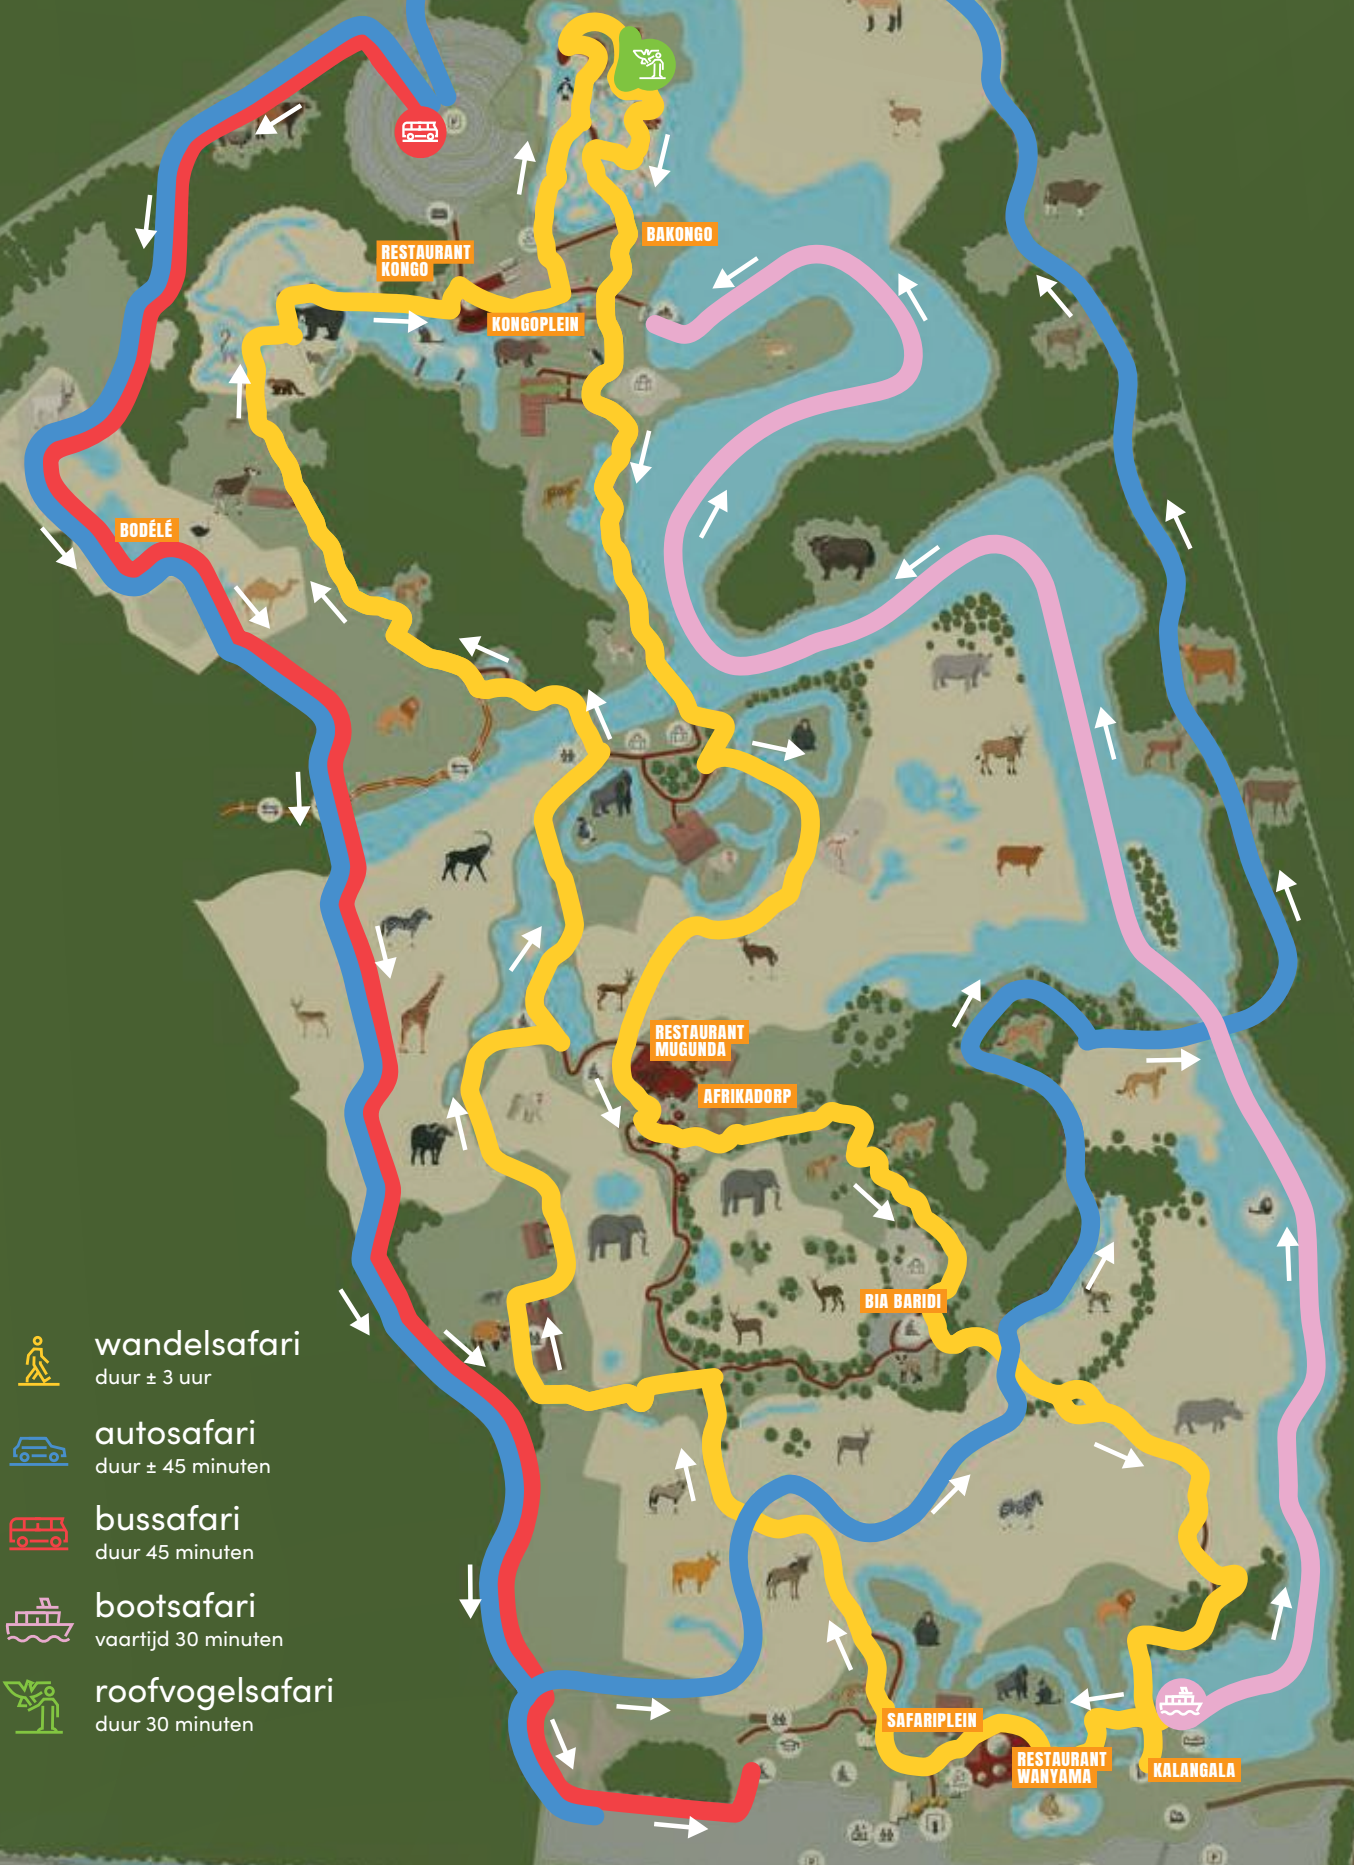 BAKONGO
RESTAURANT
KONGO
KONGOPLEIN
BODÉLÉ
RESTAURANT
MUGUNDA
AFRIKADORP
BIA BARIDI
SAFARIPLEIN
RESTAURANT
WANYAMA
KALANGALA
wandelsafari
duur ± 3 uur
autosafari
duur ± 45 minuten
bussafari
duur 45 minuten
bootsafari
vaartijd 30 minuten
roofvogelsafari
duur 30 minuten